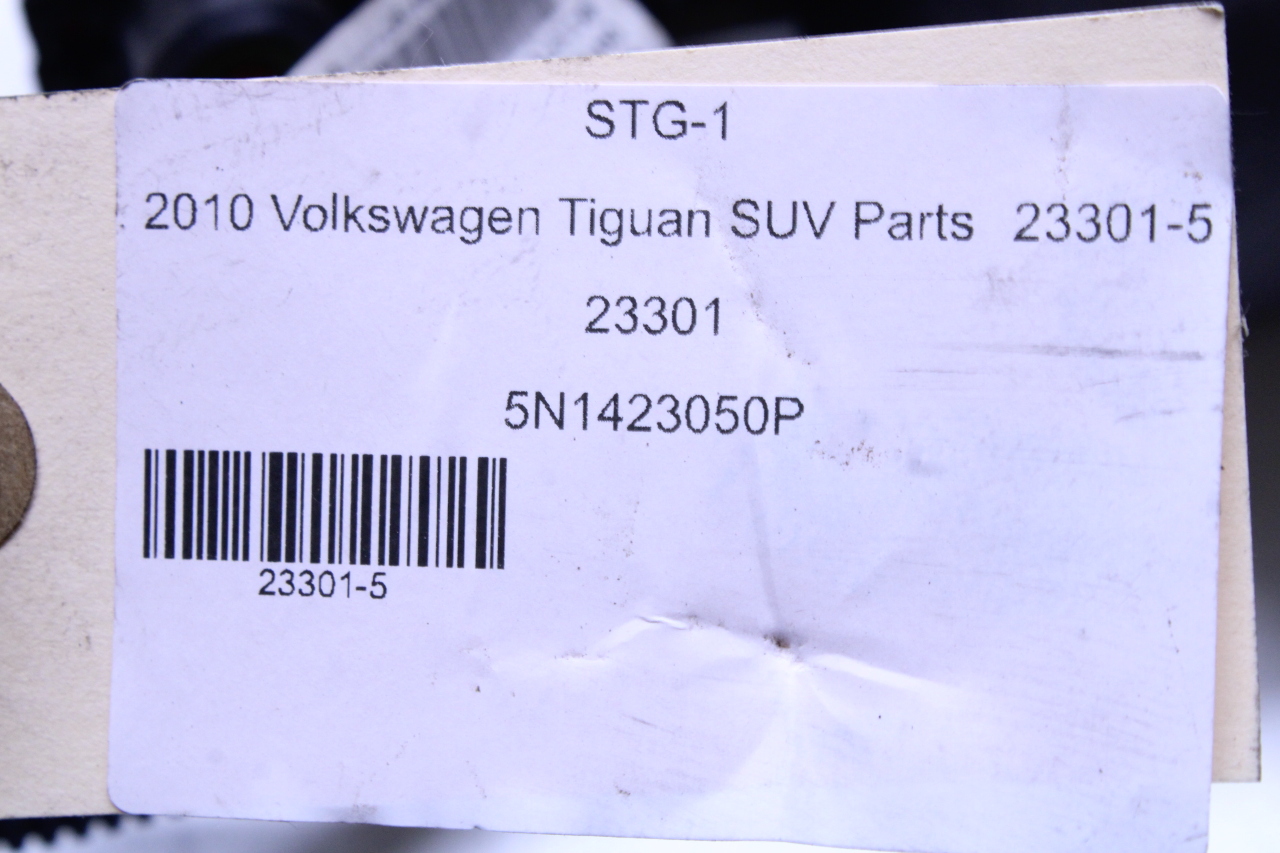 STG-1
2010 Volkswagen Tiguan SUV Parts 23301-5
23301
5N1423050P
23301-5